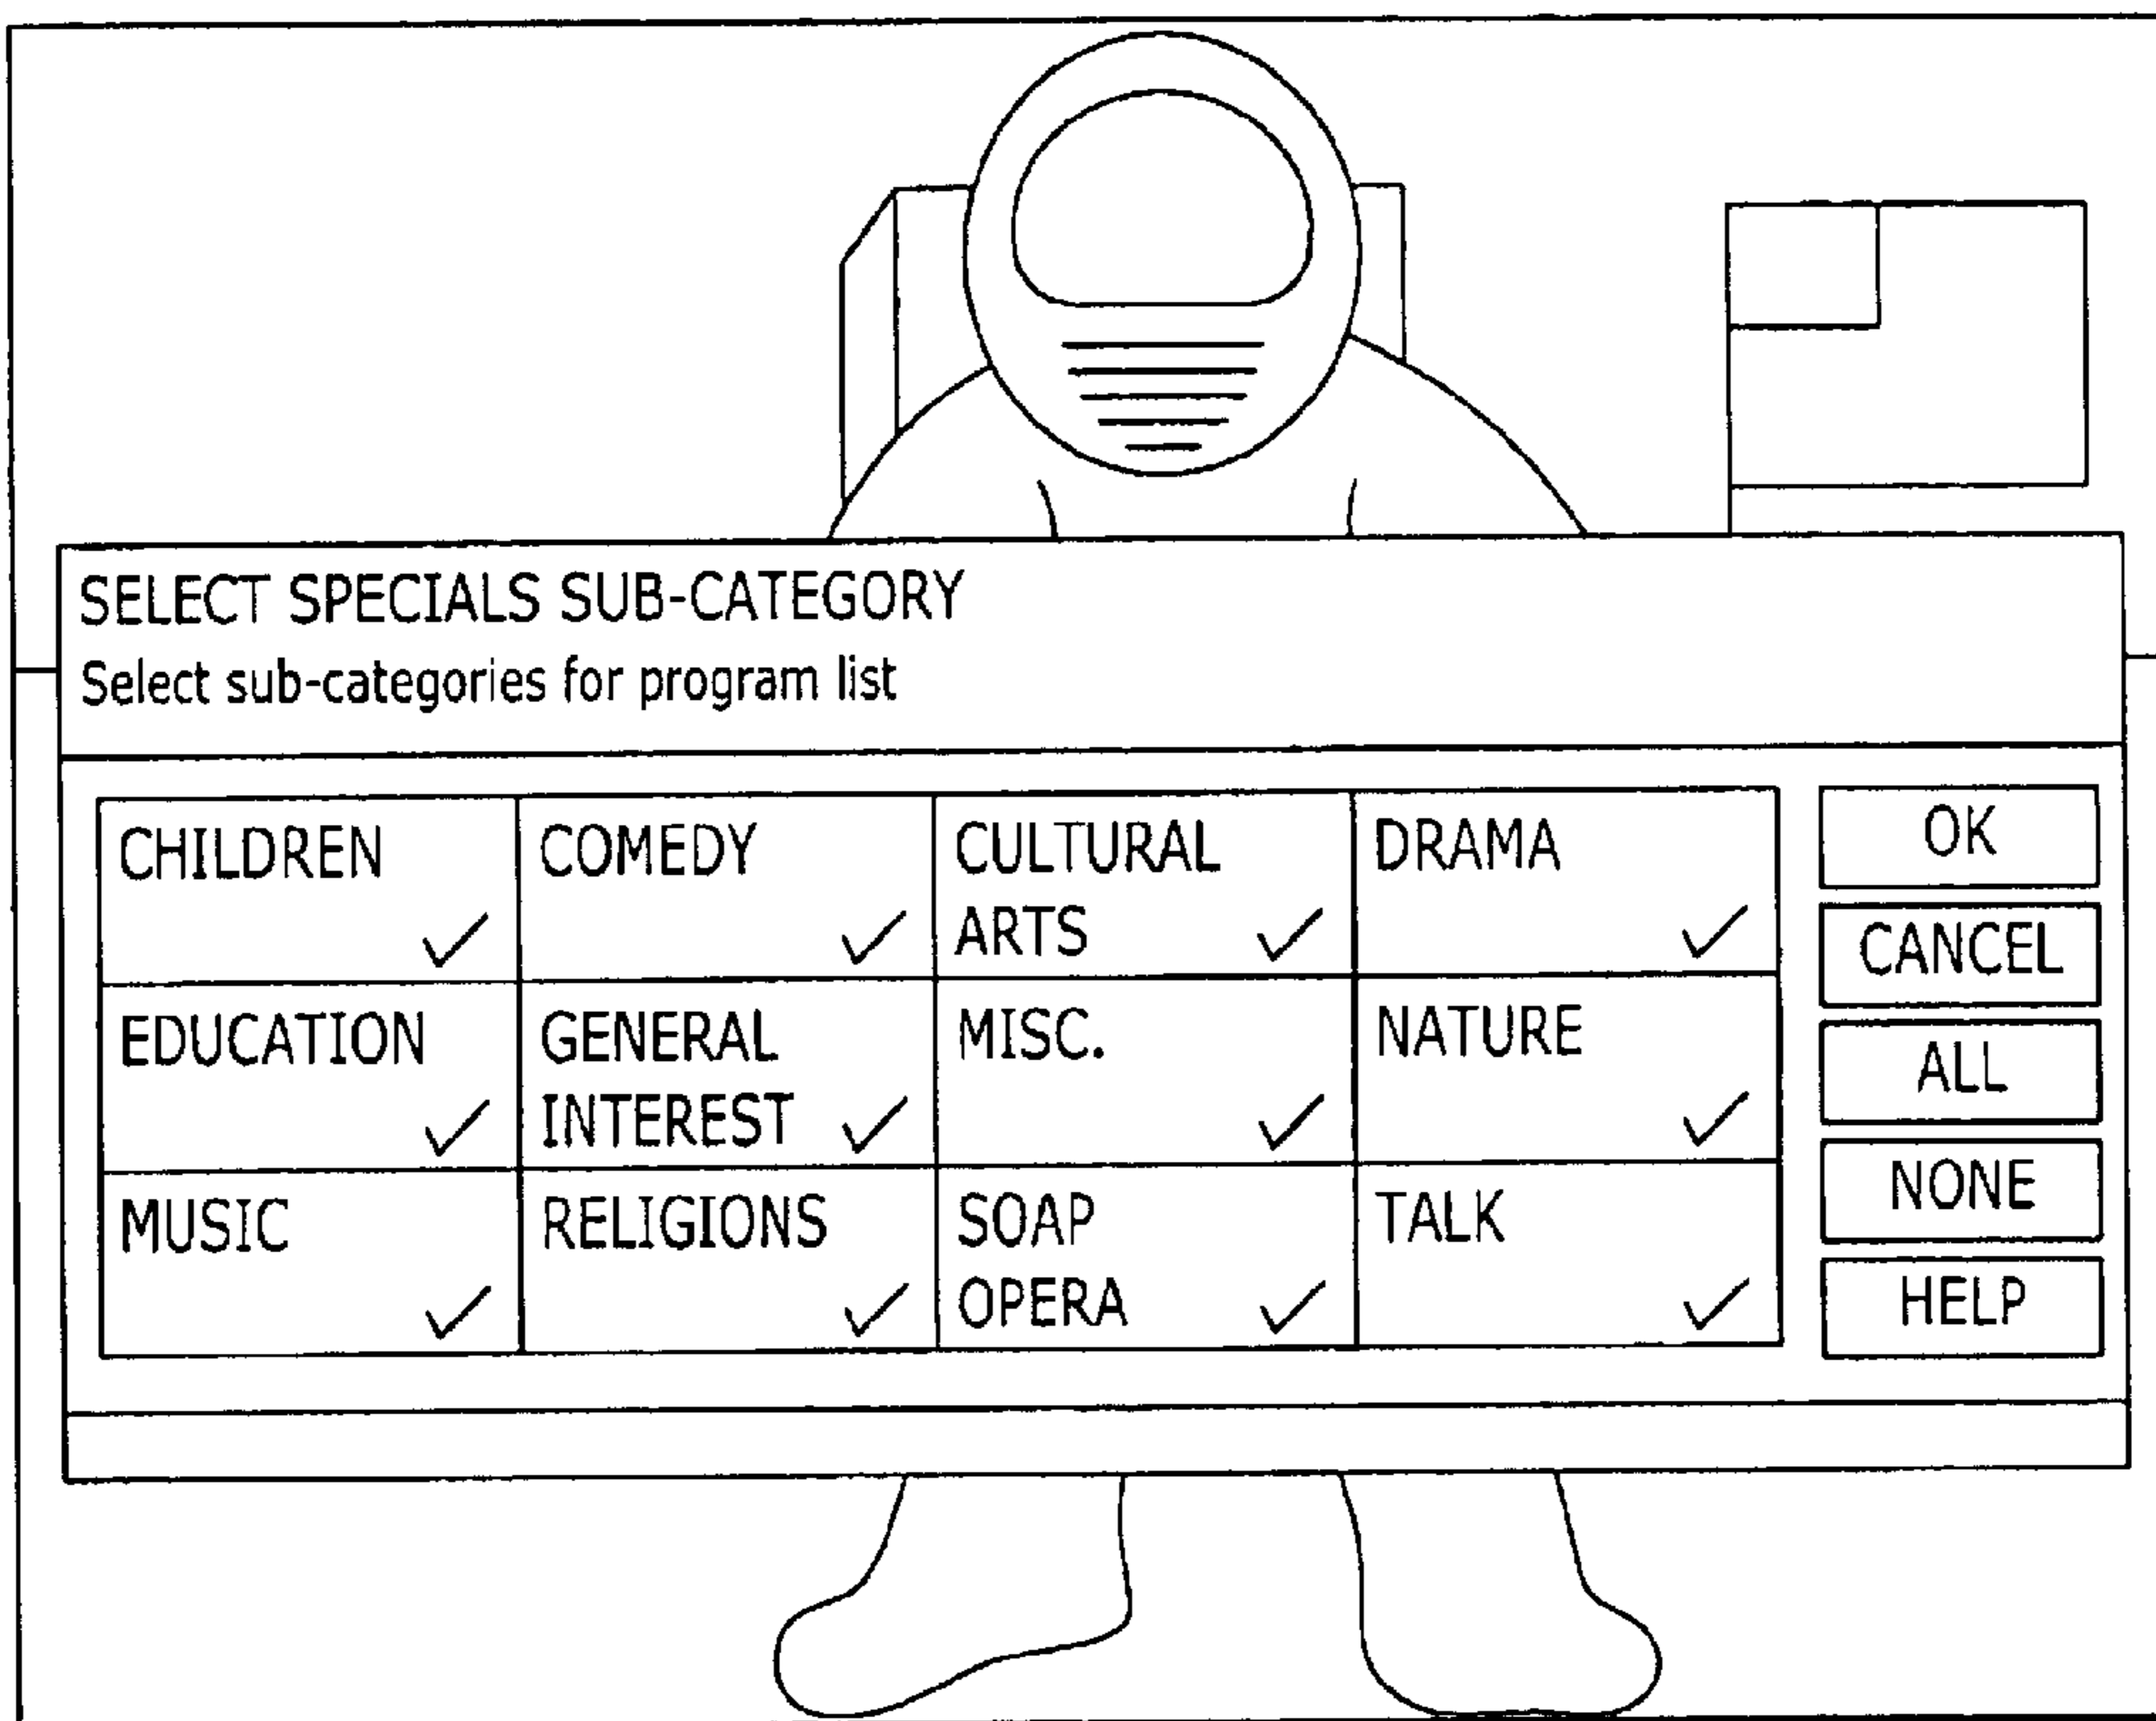 SELECT SPECIALS SUB-CATEGORY
Select sub-categories for program list
CHILDREN
COMEDY
CULTURAL
ARTS
DRAMA
EDUCATION
GENERAL
INTEREST
MISC.
NATURE
MUSIC
RELIGIONS
SOAP
OPERA
TALK
OK
CANCEL
ALL
NONE
HELP